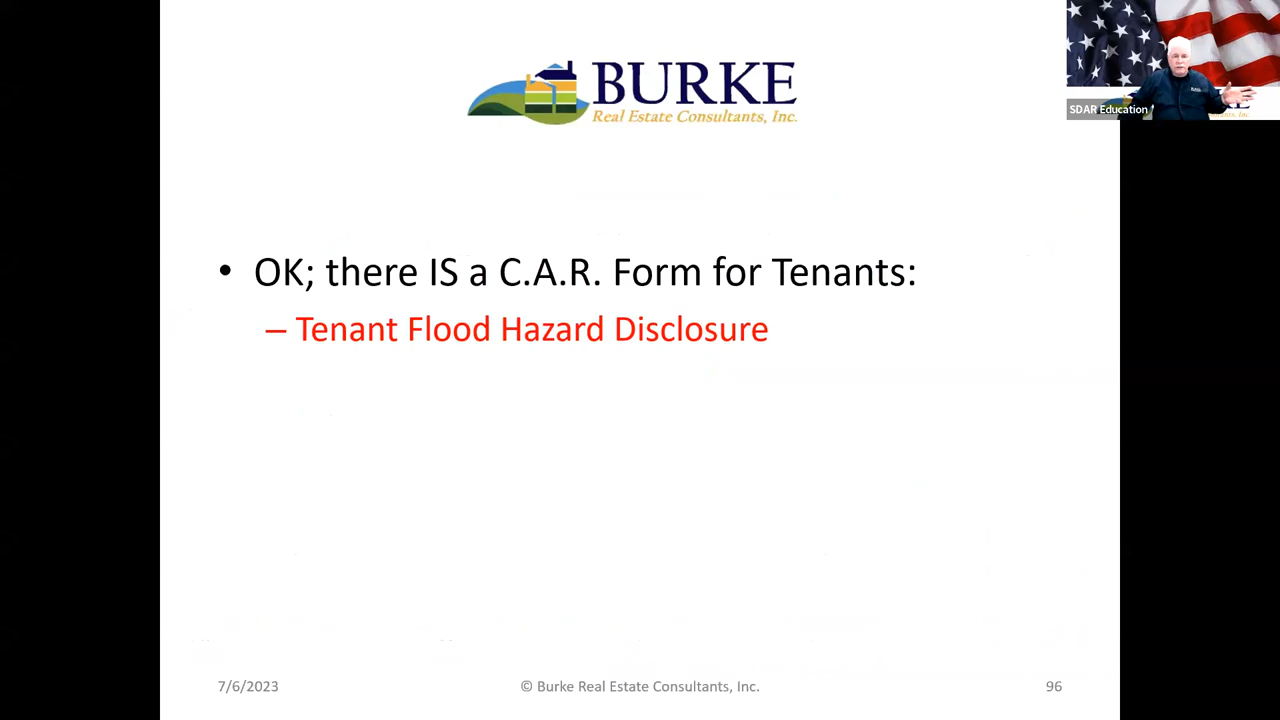 BURKE
Real Estate Consultants, Inc.
SDAR Education
• OK; there IS a C.A.R. Form for Tenants:
– Tenant Flood Hazard Disclosure
7/6/2023
© Burke Real Estate Consultants, Inc.
96